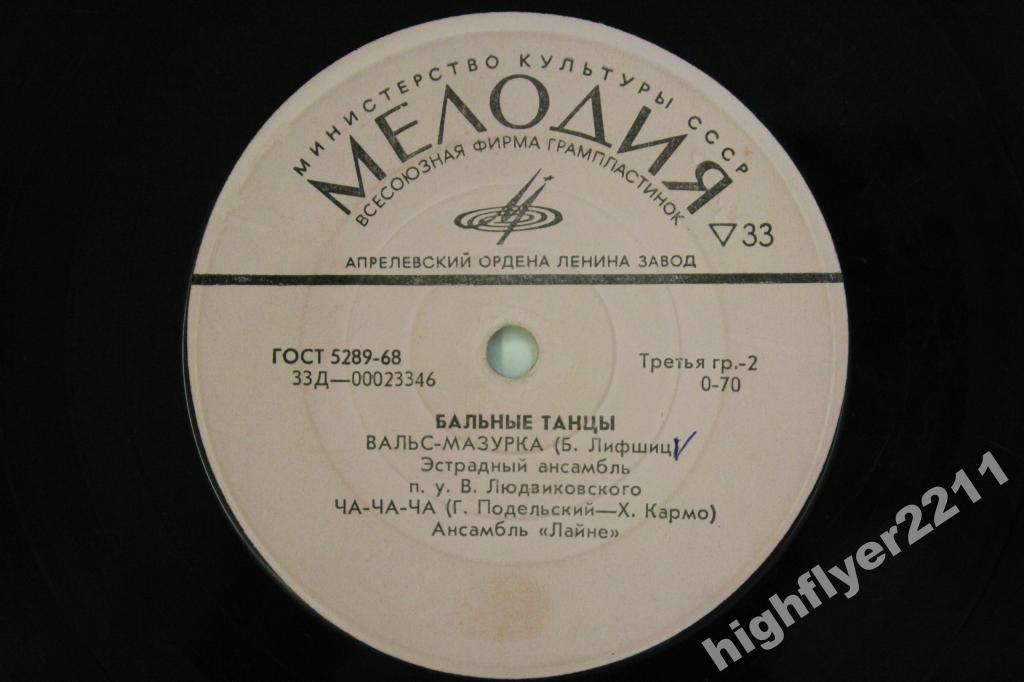 МИНИСТЕРСТВО КУЛЬТУРЫ СССР
МЕЛОДИЯ
ВСЕСОЮЗНАЯ ФИРМА ГРАМПЛАСТИНОК
▽33
АПРЕЛЕВСКИЙ ОРДЕНА ЛЕНИНА ЗАВОД
ГОСТ 5289-68
33Д—00023346
Третья гр.-2
0-70
БАЛЬНЫЕ ТАНЦЫ
ВАЛЬС-МАЗУРКА (Б. Лифшиц)
Эстрадный ансамбль
п. у. В. Людвиковского
ЧА-ЧА-ЧА (Г. Подельский—Х. Кармо)
Ансамбль «Лайне»
highflyer2211